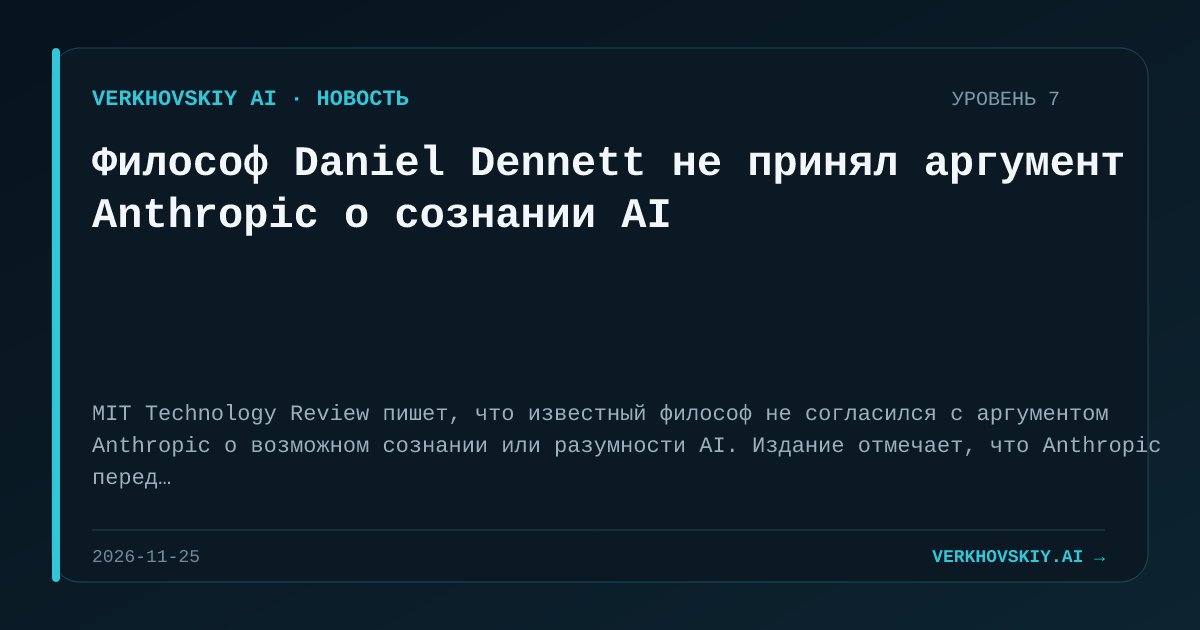 VERKHOVSKIY AI · НОВОСТЬ
УРОВЕНЬ 7
Философ Daniel Dennett не принял аргумент
Anthropic о сознании AI
MIT Technology Review пишет, что известный философ не согласился с аргументом
Anthropic о возможном сознании или разумности AI. Издание отмечает, что Anthropic
перед…
2026-11-25
VERKHOVSKIY.AI →